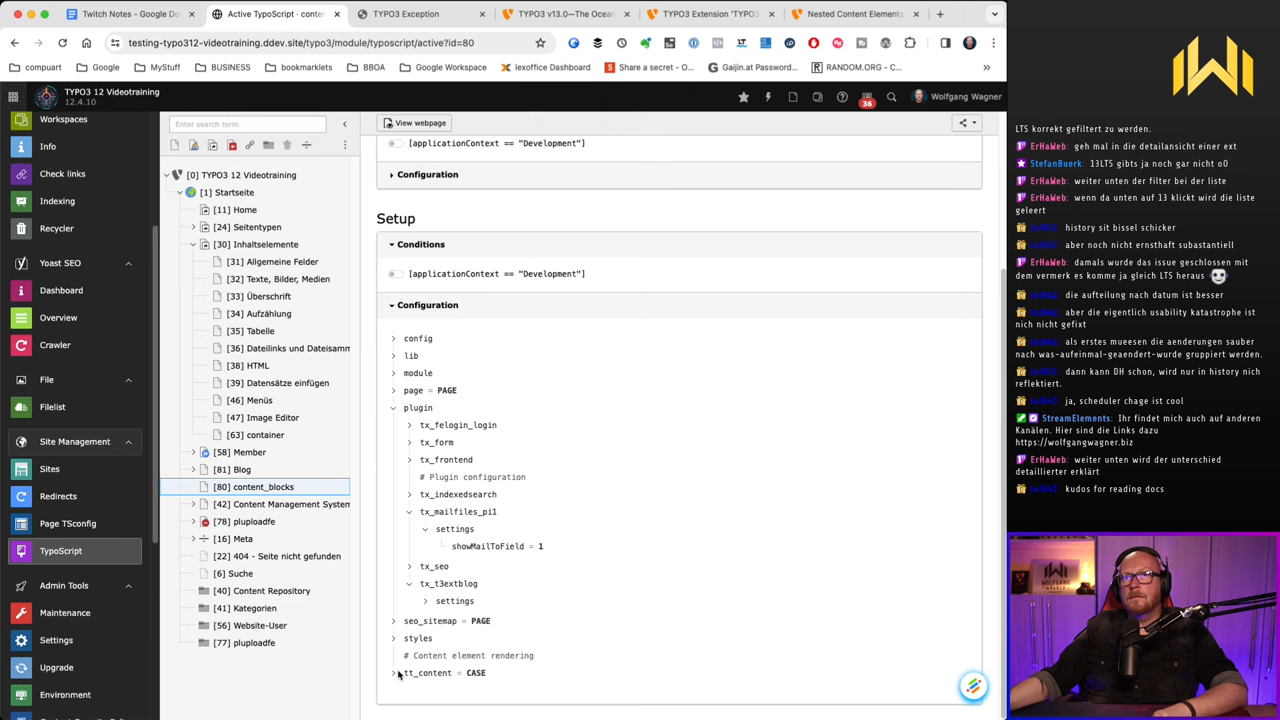 Twitch Notes - Google Do
Active TypoScript · conte
TYPO3 Exception
TYPO3 v13.0—The Ocean
TYPO3 Extension 'TYPO3
Nested Content Elements
testing-typo312-videotraining.ddev.site/typo3/module/typoscript/active?id=80
compuart
Google
MyStuff
BUSINESS
bookmarklets
BBOA
Google Workspace
lexoffice Dashboard
Share a secret - O...
Gaijin.at Password...
RANDOM.ORG - C...
»
TYPO3 12 Videotraining
12.4.10
36
Wolfgang Wagner
Workspaces
Info
Check links
Indexing
Recycler
Yoast SEO
Dashboard
Overview
Crawler
File
Filelist
Site Management
Sites
Redirects
Page TSconfig
TypoScript
Admin Tools
Maintenance
Settings
Upgrade
Environment
Enter search term
[0] TYPO3 12 Videotraining
[1] Startseite
[11] Home
[24] Seitentypen
[30] Inhaltselemente
[31] Allgemeine Felder
[32] Texte, Bilder, Medien
[33] Überschrift
[34] Aufzählung
[35] Tabelle
[36] Dateilinks und Dateisamm
[38] HTML
[39] Datensätze einfügen
[46] Menüs
[47] Image Editor
[63] container
[58] Member
[81] Blog
[80] content_blocks
[42] Content Management System
[78] pluploadfe
[16] Meta
[22] 404 - Seite nicht gefunden
[6] Suche
[40] Content Repository
[41] Kategorien
[56] Website-User
[77] pluploadfe
View webpage
[applicationContext == "Development"]
Configuration
Setup
Conditions
[applicationContext == "Development"]
Configuration
config
lib
module
page = PAGE
plugin
tx_felogin_login
tx_form
tx_frontend
# Plugin configuration
tx_indexedsearch
tx_mailfiles_pi1
settings
showMailToField = 1
tx_seo
tx_t3extblog
settings
seo_sitemap = PAGE
styles
# Content element rendering
tt_content = CASE
LTS korrekt gefiltert zu werden.
ErHaWeb: geh mal in die detailansicht einer ext
StefanBuerk: 13LTS gibts ja noch gar nicht oO
ErHaWeb: weiter unten der filter bei der liste
ErHaWeb: wenn da unten auf 13 klickt wird die liste
geleert
history sit bissel schicker
aber noch nicht ernsthaft subastantiell
ErHaWeb: damals wurde das issue geschlossen mit
dem vermerk es komme ja gleich LTS heraus
die aufteilung nach datum ist besser
aber die eigentlich usability katastrophe ist
nich nicht gefixt
als erstes mueesen die aenderungen sauber
nach was-aufeinmal-geaendert-wurde gruppiert werden.
dann kann DH schon, wird nur in history nich
reflektiert.
ja, scheduler chage ist cool
StreamElements: Ihr findet mich auch auf anderen
Kanälen. Hier sind die Links dazu
https://wolfgangwagner.biz
ErHaWeb: weiter unten wird der unterschied
detaillierter erklärt
kudos for reading docs